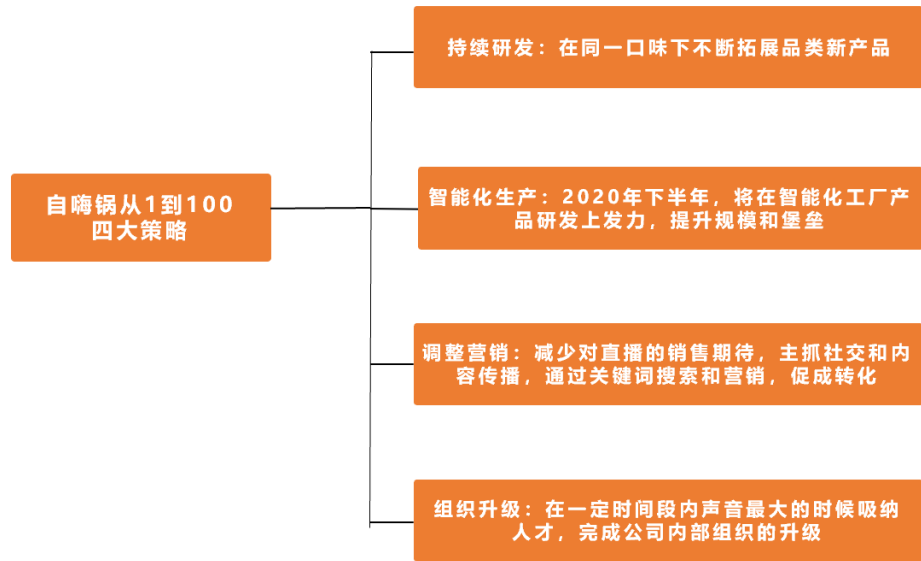 持续研发：在同一口味下不断拓展品类新产品
自嗨锅从1到100
四大策略
智能化生产：2020年下半年，将在智能化工厂产
品研发上发力，提升规模和堡垒
调整营销：减少对直播的销售期待，主抓社交和内
容传播，通过关键词搜索和营销，促成转化
组织升级：在一定时间段内声音最大的时候吸纳
人才，完成公司内部组织的升级